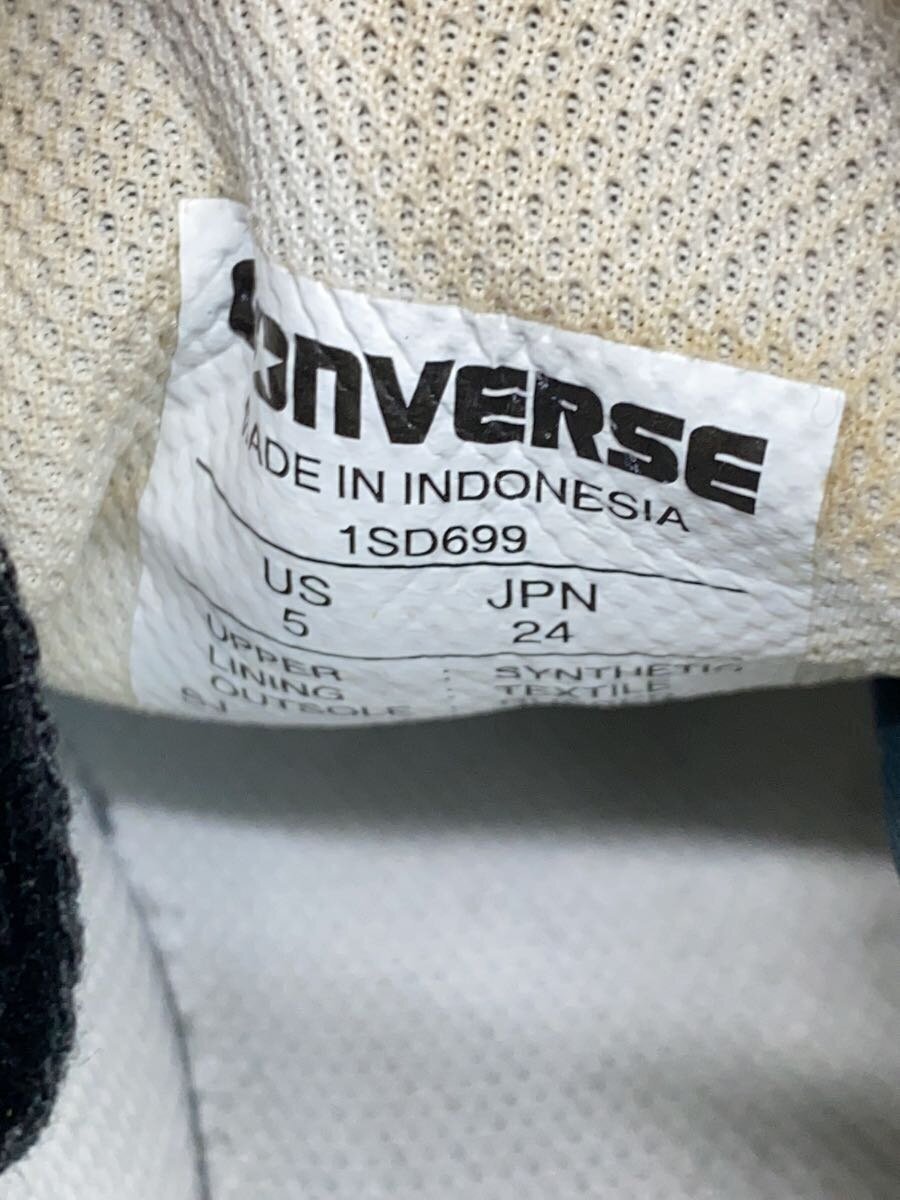 CONVERSE
MADE IN INDONESIA
1SD699
US JPN
5 24
UPPER : SYNTHETIC
LINING : TEXTILE
OUTSOLE :